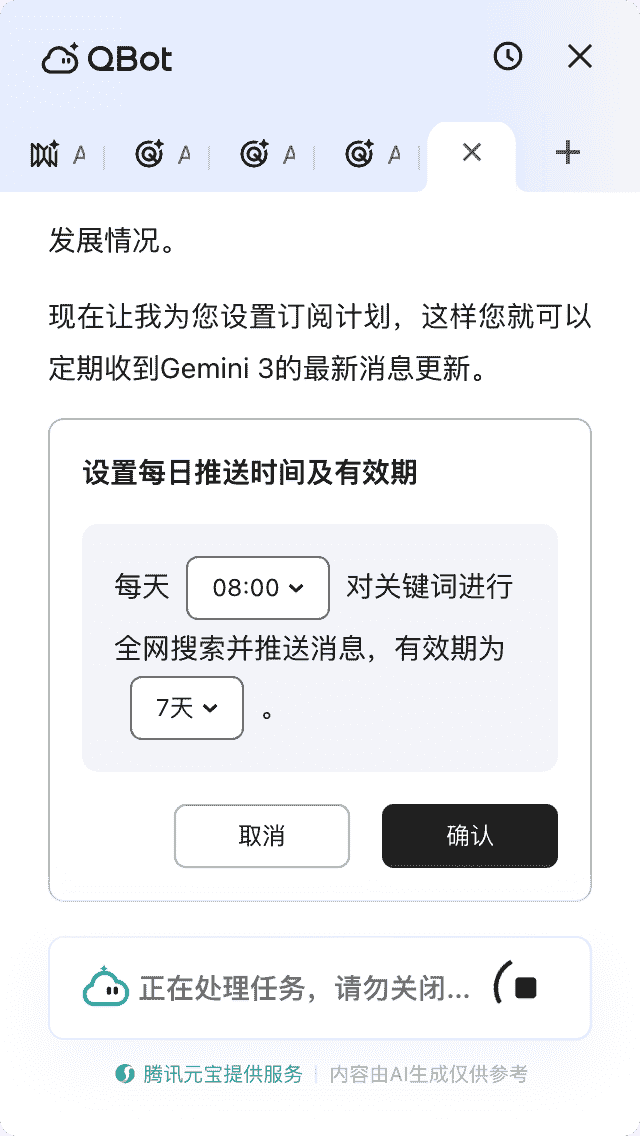 QBot
A
A
A
A
发展情况。
现在让我为您设置订阅计划，这样您就可以
定期收到Gemini 3的最新消息更新。
设置每日推送时间及有效期
每天 08:00 对关键词进行
全网搜索并推送消息，有效期为
7天 。
取消 确认
正在处理任务，请勿关闭...
腾讯元宝提供服务 | 内容由AI生成仅供参考